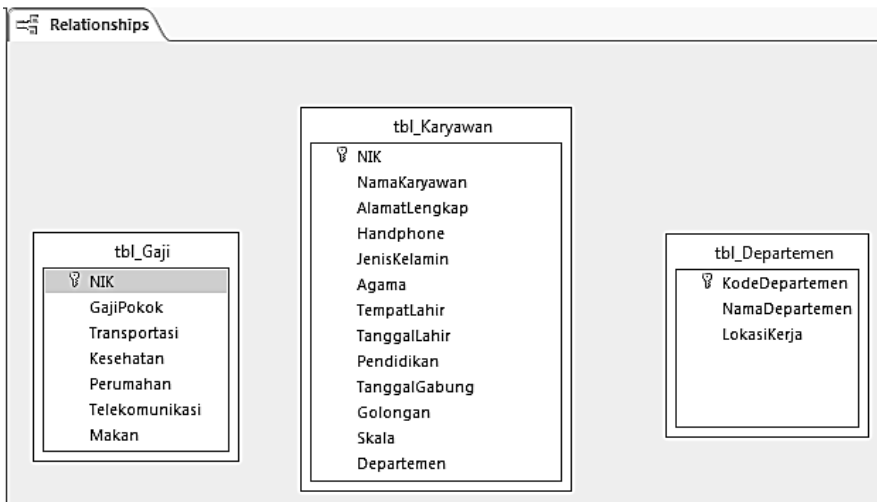 Relationships
tbl_Gaji
NIK
GajiPokok
Transportasi
Kesehatan
Perumahan
Telekomunikasi
Makan
tbl_Karyawan
NIK
NamaKaryawan
AlamatLengkap
Handphone
JenisKelamin
Agama
TempatLahir
TanggalLahir
Pendidikan
TanggalGabung
Golongan
Skala
Departemen
tbl_Departemen
KodeDepartemen
NamaDepartemen
LokasiKerja